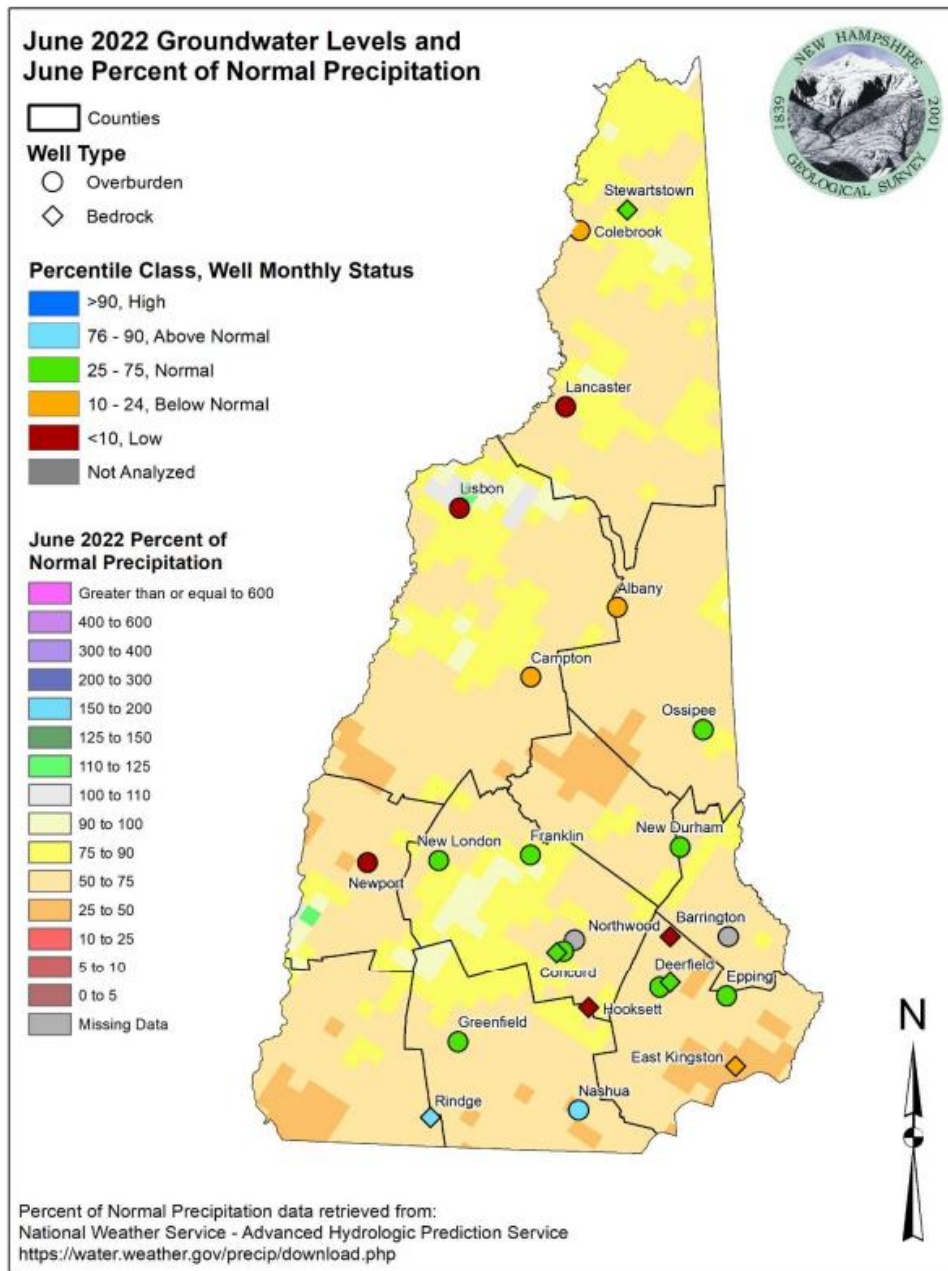 June 2022 Groundwater Levels and
June Percent of Normal Precipitation
NEW HAMPSHIRE
1839
2001
GEOLOGICAL SURVEY
Counties
Well Type
Overburden
Bedrock
Percentile Class, Well Monthly Status
>90, High
76 - 90, Above Normal
25 - 75, Normal
10 - 24, Below Normal
<10, Low
Not Analyzed
June 2022 Percent of
Normal Precipitation
Greater than or equal to 600
400 to 600
300 to 400
200 to 300
150 to 200
125 to 150
110 to 125
100 to 110
90 to 100
75 to 90
50 to 75
25 to 50
10 to 25
5 to 10
0 to 5
Missing Data
Stewartstown
Colebrook
Lancaster
Lisbon
Albany
Campton
Ossipee
New London
Franklin
New Durham
Newport
Northwood
Barrington
Concord
Deerfield
Epping
Hooksett
Greenfield
East Kingston
Rindge
Nashua
N
Percent of Normal Precipitation data retrieved from:
National Weather Service - Advanced Hydrologic Prediction Service
https://water.weather.gov/precip/download.php